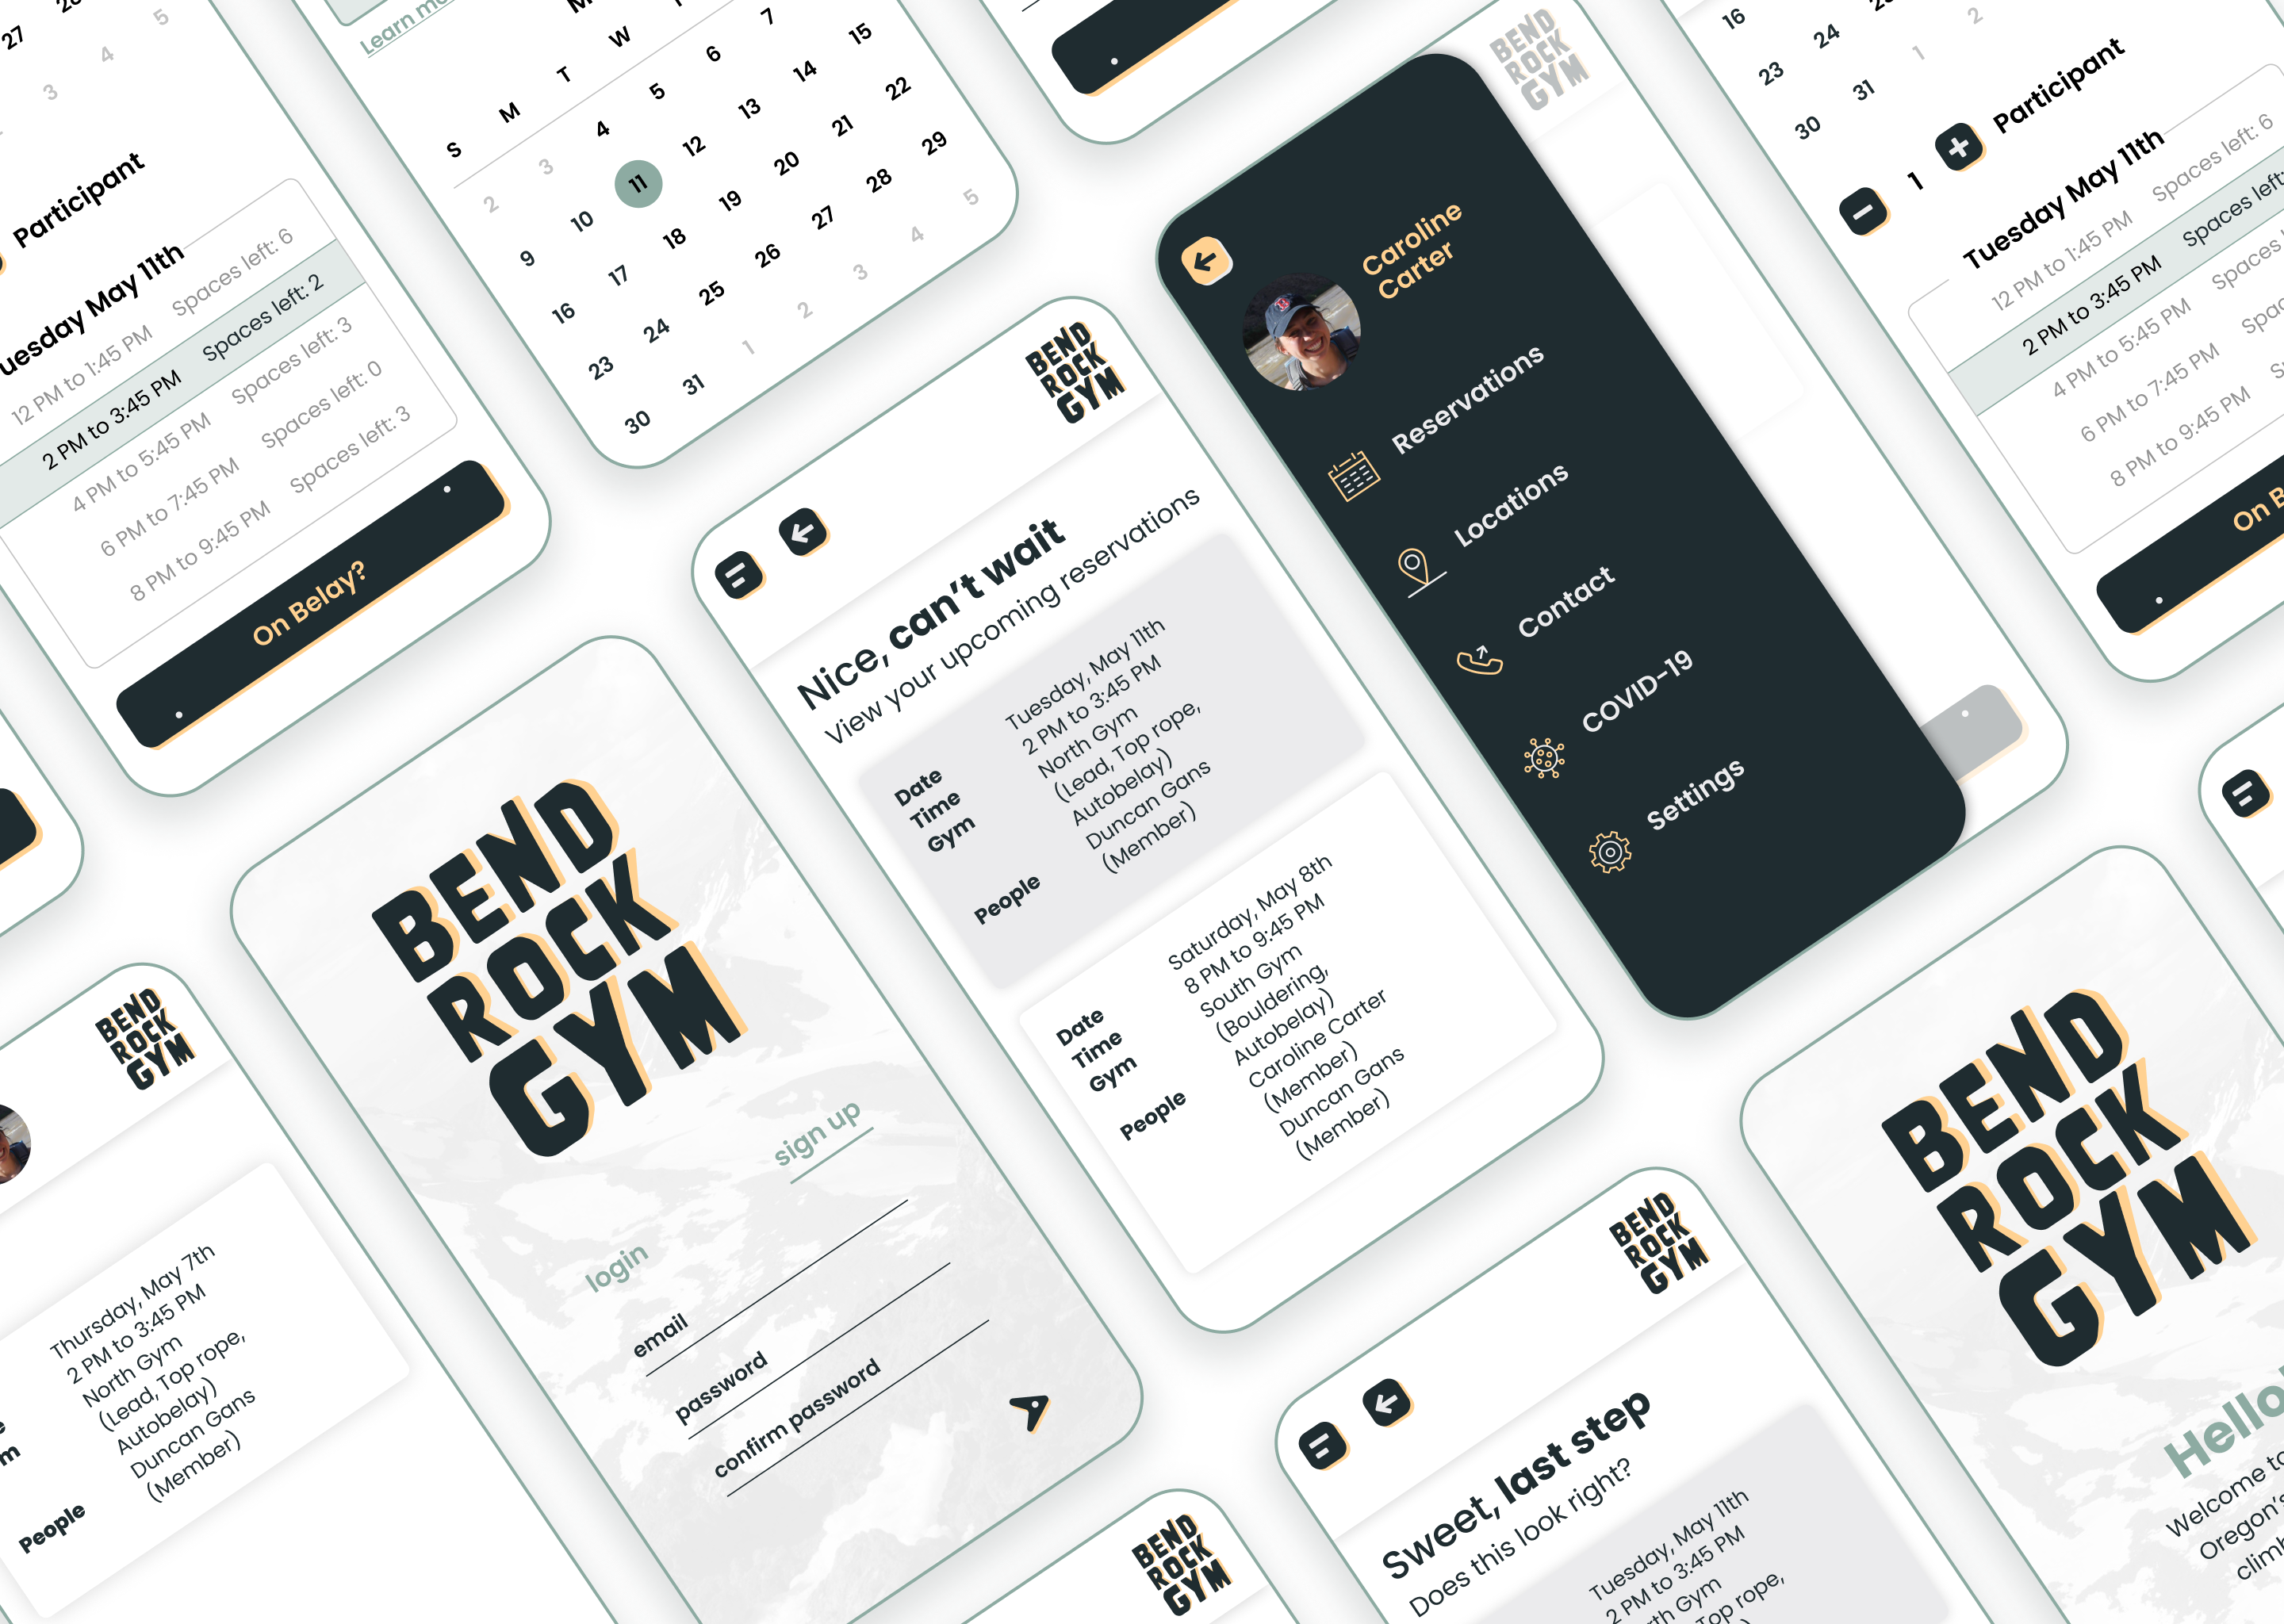 27
5
3
4
Participant
Tuesday May 11th
12 PM to 1:45 PM Spaces left: 6
2 PM to 3:45 PM Spaces left: 2
4 PM to 5:45 PM Spaces left: 3
6 PM to 7:45 PM Spaces left: 0
8 PM to 9:45 PM Spaces left: 3
On Belay?
Learn
S M T W
2 3 4 5 6 7
9 10 11 12 13 14 15
16 17 18 19 20 21 22
23 24 25 26 27 28 29
30 31 1 2 3 4 5
BEND
ROCK
GYM
Nice, can’t wait
View your upcoming reservations
Date Tuesday, May 11th
Time 2 PM to 3:45 PM
Gym North Gym
(Lead, Top rope,
Autobelay)
People Duncan Gans
(Member)
Date Saturday, May 8th
Time 8 PM to 9:45 PM
Gym South Gym
(Bouldering,
Autobelay)
People Caroline Carter
(Member)
Duncan Gans
(Member)
BEND
ROCK
GYM
Caroline
Carter
Reservations
Locations
Contact
COVID-19
Settings
16
23 24
30 31 1 2
1 Participant
Tuesday May 11th
12 PM to 1:45 PM Spaces left: 6
2 PM to 3:45 PM Spaces left:
4 PM to 5:45 PM Spaces
6 PM to 7:45 PM
8 PM to 9:45 PM
On
BEND
ROCK
GYM
login sign up
email
password
confirm password
BEND
ROCK
GYM
Thursday, May 7th
2 PM to 3:45 PM
North Gym
(Lead, Top rope,
Autobelay)
People Duncan Gans
(Member)
BEND
ROCK
GYM
BEND
ROCK
GYM
Sweet, last step
Does this look right?
Tuesday, May 11th
2 PM to 3:45 PM
Gym
Top rope,
BEND
ROCK
GYM
Hello
Welcome to
Oregon’s